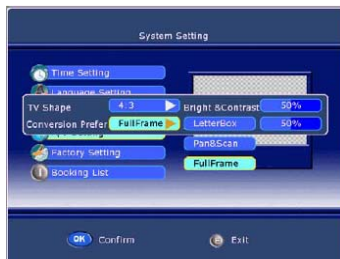 System Setting
Time Setting
Language Setting
TV Shape 4:3 Bright &Contrast 50%
Conversion Prefer FullFrame LetterBox 50%
Pan&Scan
Factory Setting
FullFrame
Booking List
OK Confirm Exit